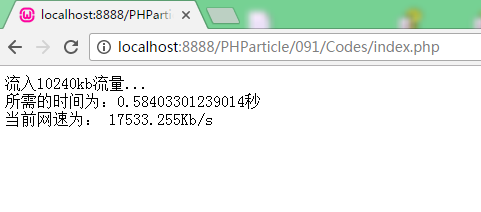 localhost:8888/PHParti
localhost:8888/PHParticle/091/Codes/index.php
流入10240kb流量...
所需的时间为：0.58403301239014秒
当前网速为： 17533.255Kb/s